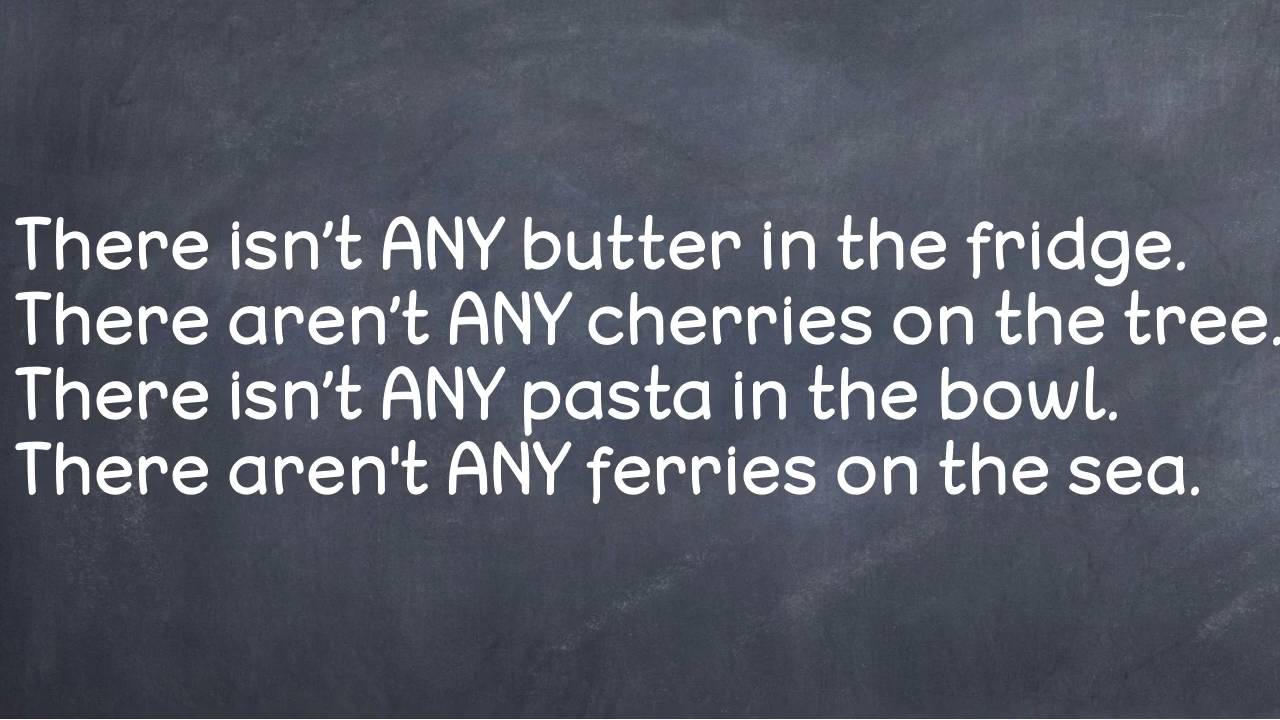 There isn’t ANY butter in the fridge.
There aren’t ANY cherries on the tree.
There isn’t ANY pasta in the bowl.
There aren't ANY ferries on the sea.